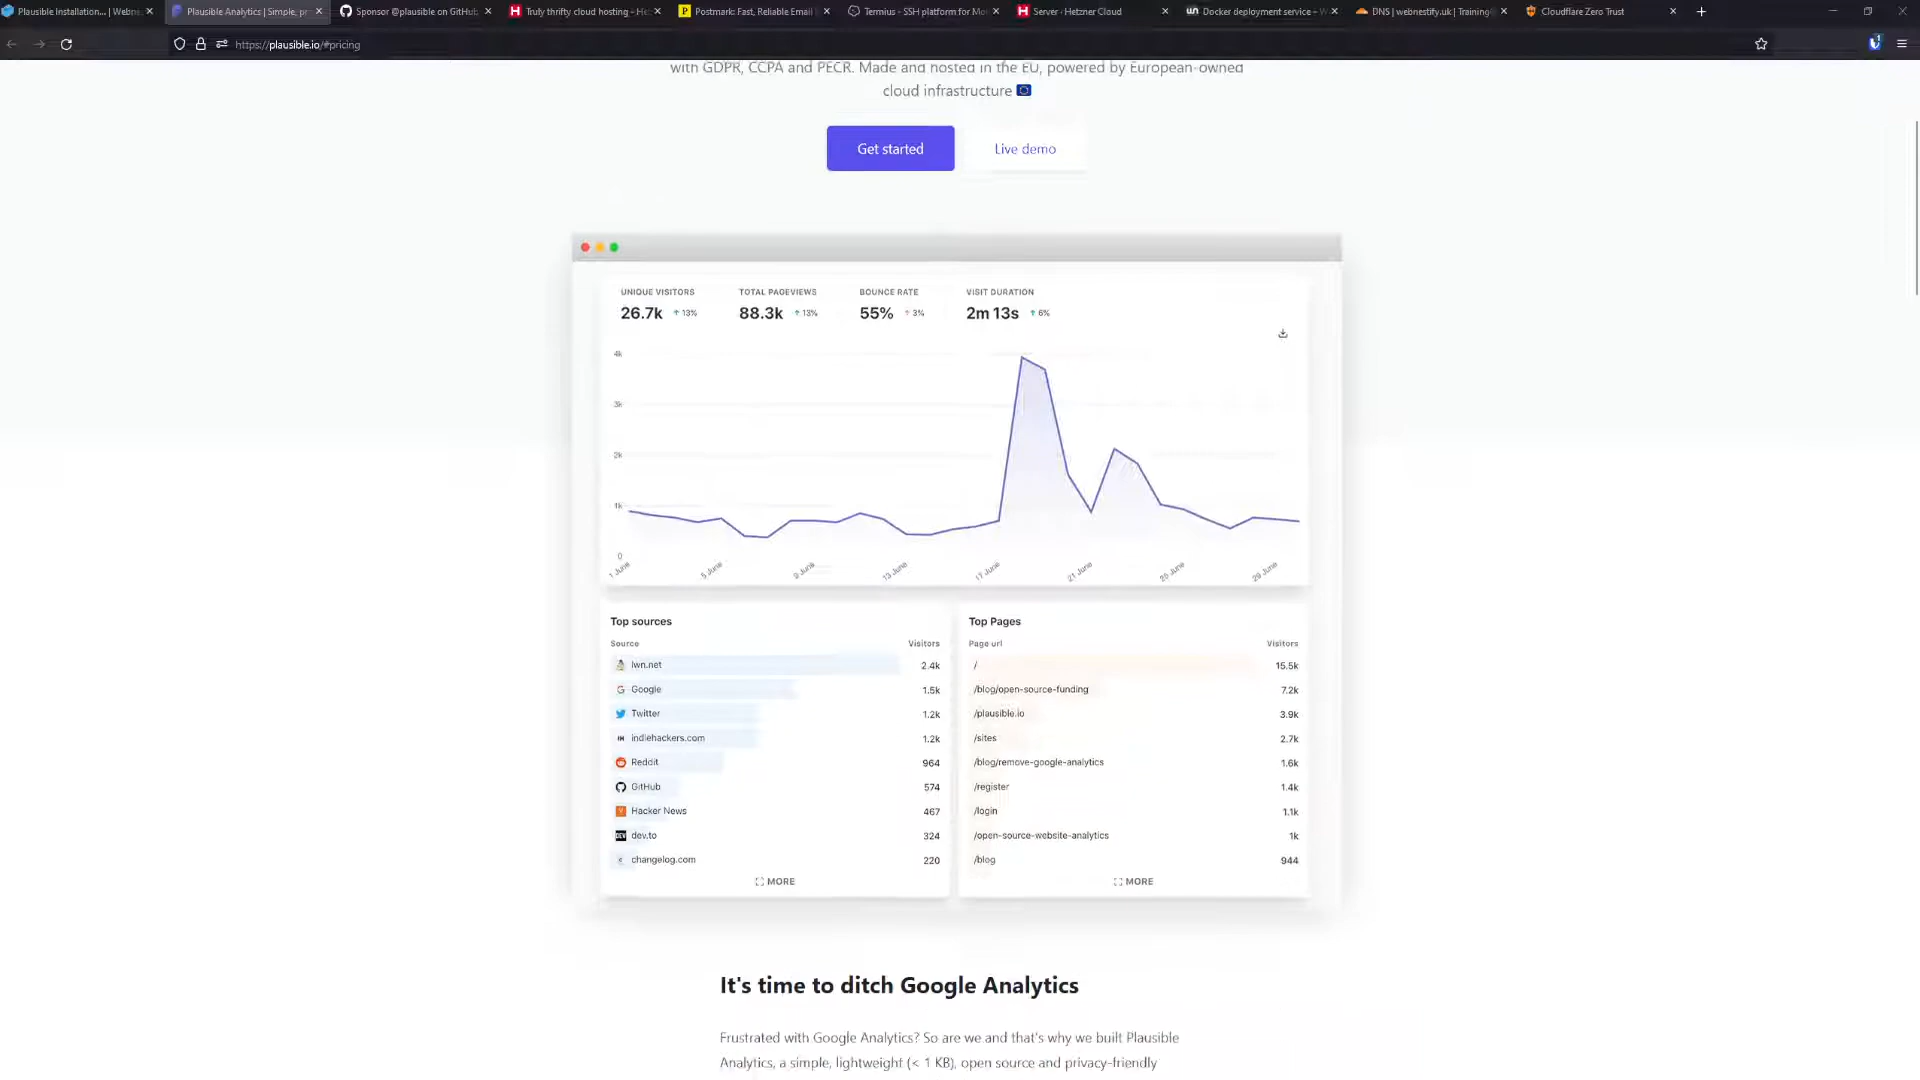 Plausible Installation... | Webne
Plausible Analytics | Simple, pr
Sponsor @plausible on GitHub
Truly thrifty cloud hosting - He
Postmark: Fast, Reliable Email
Termius - SSH platform for Mo
Server · Hetzner Cloud
Docker deployment service - W
DNS | webnestify.uk | Training@
Cloudflare Zero Trust
https://plausible.io/#pricing
with GDPR, CCPA and PECR. Made and hosted in the EU, powered by European-owned
cloud infrastructure
Get started
Live demo
UNIQUE VISITORS TOTAL PAGEVIEWS BOUNCE RATE VISIT DURATION
26.7k ↑ 13% 88.3k ↑ 13% 55% ↑ 3% 2m 13s ↑ 6%
4k
3k
2k
1k
0
1 June 5 June 9 June 13 June 17 June 21 June 25 June 29 June
Top sources
Source Visitors
lwn.net 2.4k
Google 1.5k
Twitter 1.2k
indiehackers.com 1.2k
Reddit 964
GitHub 574
Hacker News 467
DEV dev.to 324
changelog.com 220
MORE
Top Pages
Page url Visitors
/ 15.5k
/blog/open-source-funding 7.2k
/plausible.io 3.9k
/sites 2.7k
/blog/remove-google-analytics 1.6k
/register 1.4k
/login 1.1k
/open-source-website-analytics 1k
/blog 944
MORE
It's time to ditch Google Analytics
Frustrated with Google Analytics? So are we and that's why we built Plausible
Analytics, a simple, lightweight (< 1 KB), open source and privacy-friendly